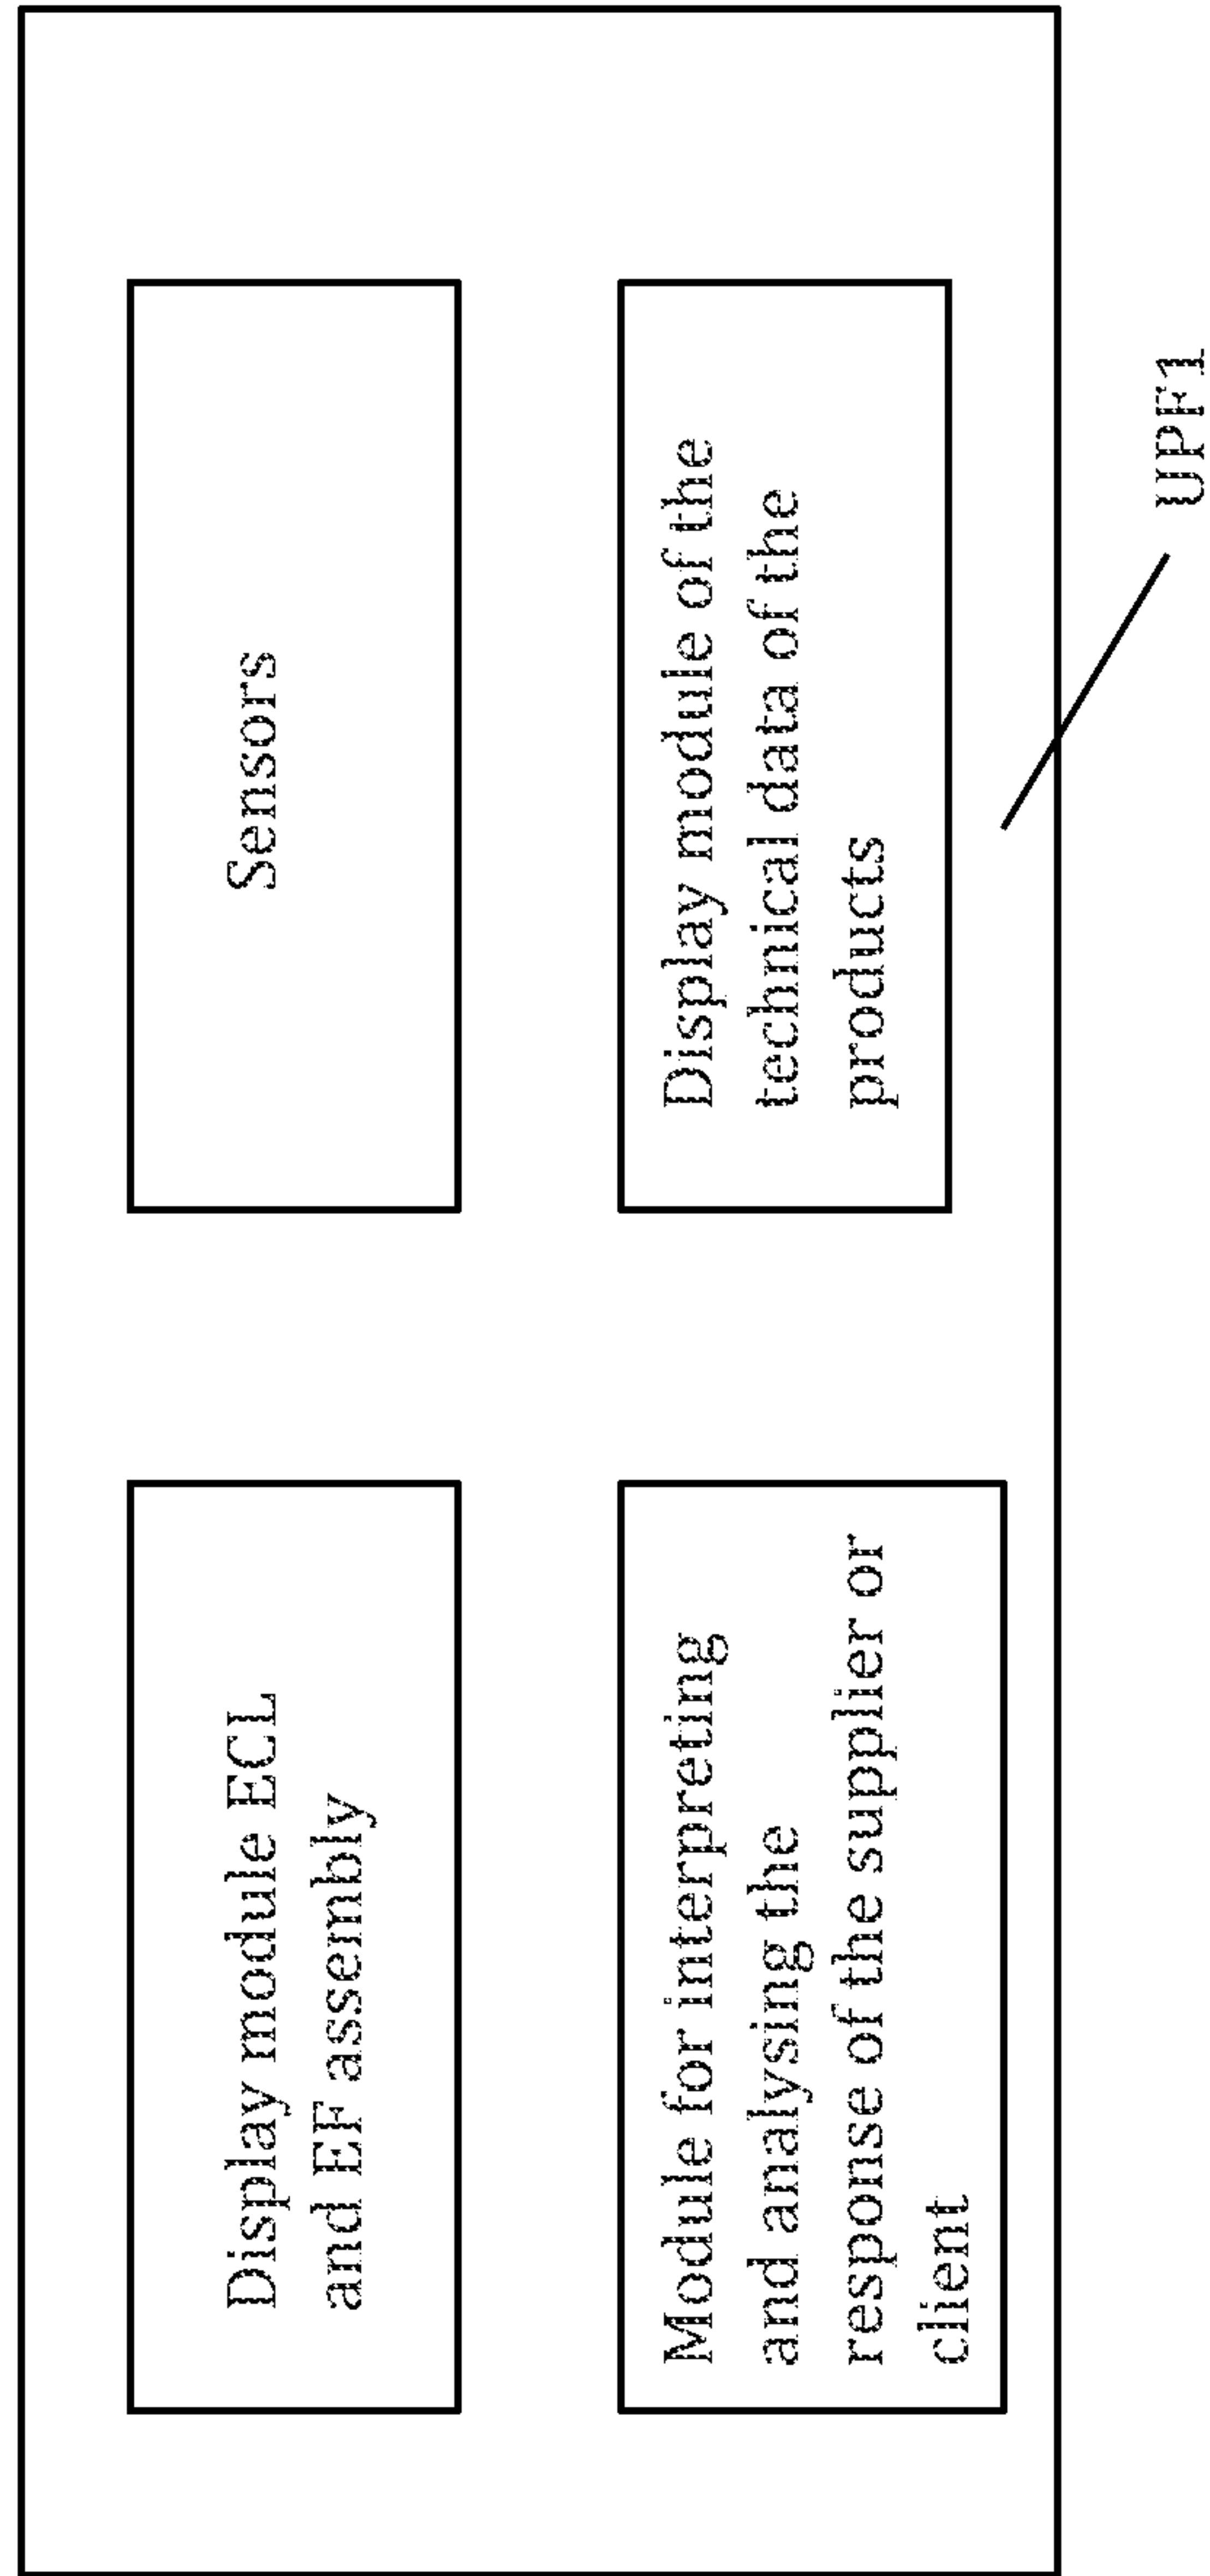 Display module ECL
and EF assembly
Sensors
Module for interpreting
and analysing the
response of the supplier or
client
Display module of the
technical data of the
products
UPF1